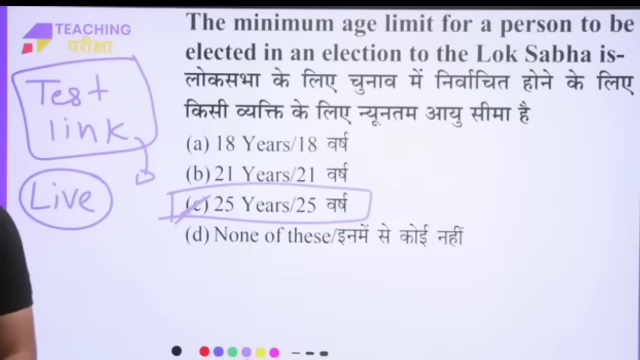 TEACHING
परीक्षा
The minimum age limit for a person to be
elected in an election to the Lok Sabha is-
लोकसभा के लिए चुनाव में निर्वाचित होने के लिए
किसी व्यक्ति के लिए न्यूनतम आयु सीमा है
(a) 18 Years/18 वर्ष
(b) 21 Years/21 वर्ष
(c) 25 Years/25 वर्ष
(d) None of these/इनमें से कोई नहीं
Test
link
Live